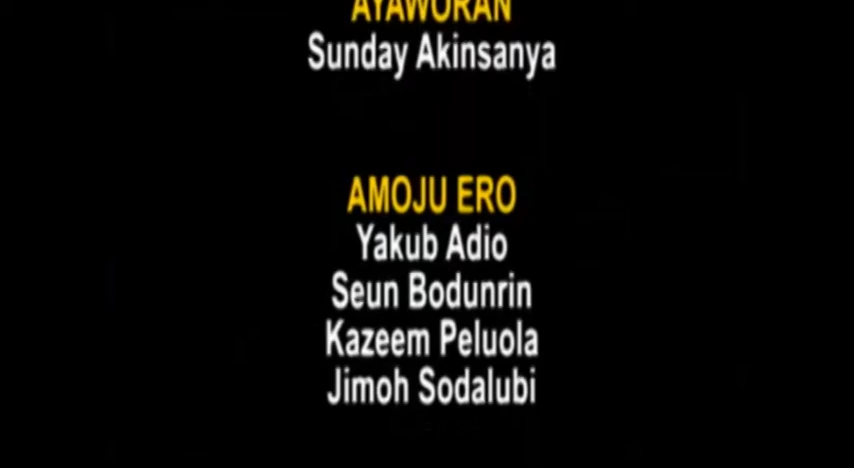 AYAWORAN
Sunday Akinsanya
AMOJU ERO
Yakub Adio
Seun Bodunrin
Kazeem Peluola
Jimoh Sodalubi